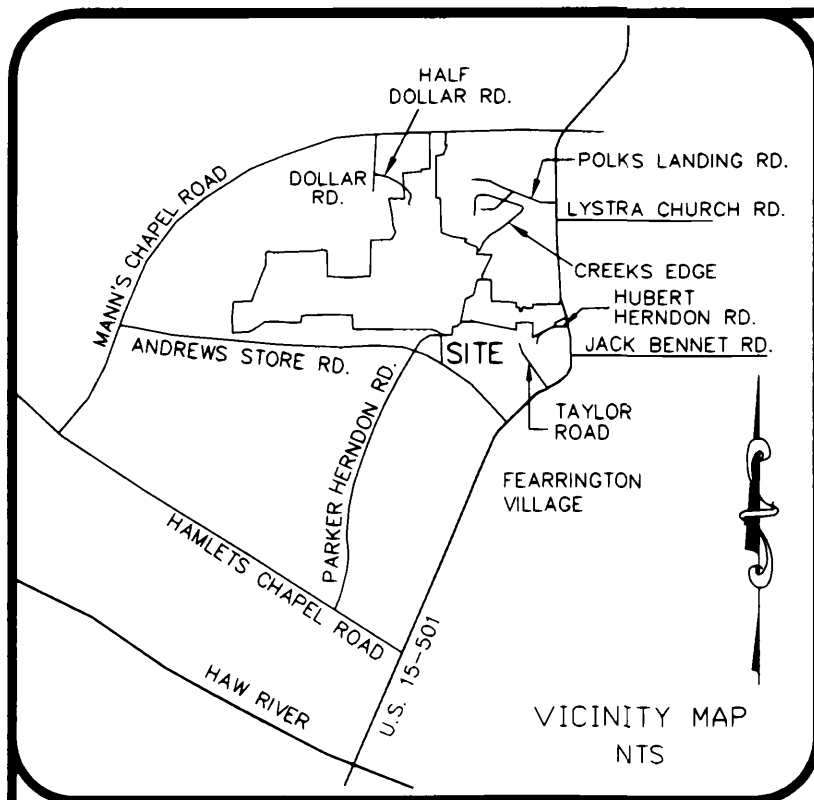 HALF
DOLLAR RD.
POLKS LANDING RD.
DOLLAR
RD.
LYSTRA CHURCH RD.
MANN'S CHAPEL ROAD
CREEKS EDGE
HUBERT
HERNDON RD.
ANDREWS STORE RD.
SITE
JACK BENNET RD.
TAYLOR
ROAD
PARKER HERNDON RD.
FEARRINGTON
VILLAGE
HAMLETS CHAPEL ROAD
U.S. 15-501
HAW RIVER
VICINITY MAP
NTS